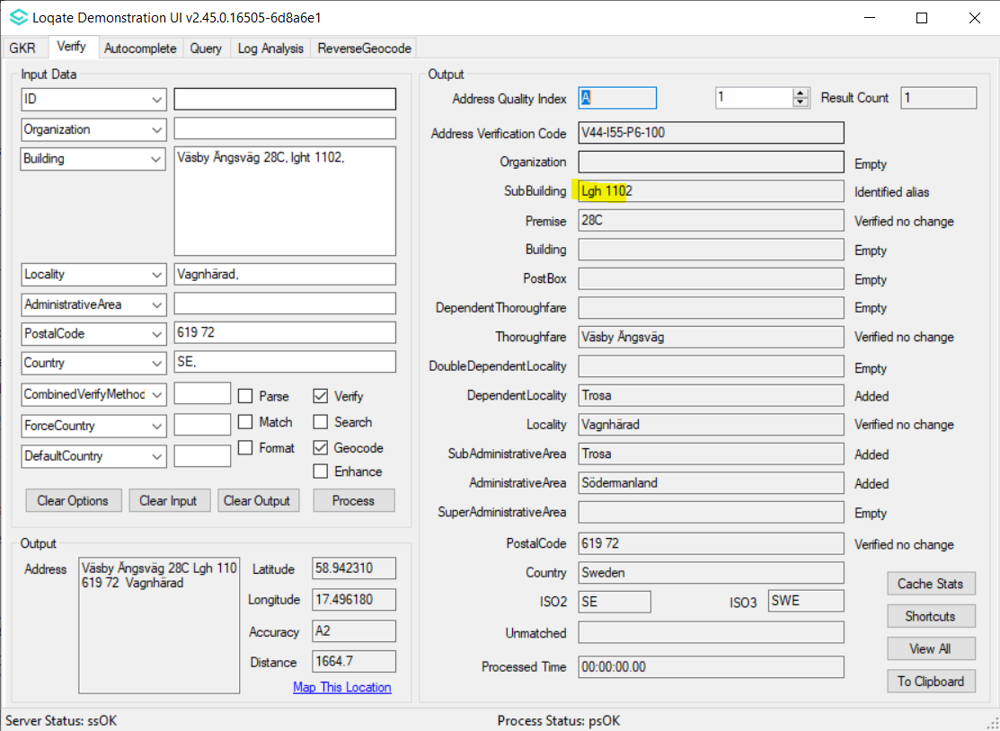 Loqate Demonstration UI v2.45.0.16505-6d8a6e1
GKR Verify Autocomplete Query Log Analysis ReverseGeocode
Input Data
ID
Organization
Building Väsby Ängsväg 28C, lght 1102,
Locality Vagnhärad,
AdministrativeArea
PostalCode 619 72
Country SE,
CombinedVerifyMethod Parse Verify
ForceCountry Match Search
DefaultCountry Format Geocode
Enhance
Clear Options Clear Input Clear Output Process
Output
Address Väsby Ängsväg 28C Lgh 110
619 72  Vagnhärad
Latitude 58.942310
Longitude 17.496180
Accuracy A2
Distance 1664.7
Map This Location
Output
Address Quality Index A 1 Result Count 1
Address Verification Code V44-I55-P6-100
Organization Empty
SubBuilding Lgh 1102 Identified alias
Premise 28C Verified no change
Building Empty
PostBox Empty
DependentThoroughfare Empty
Thoroughfare Väsby Ängsväg Verified no change
DoubleDependentLocality Empty
DependentLocality Trosa Added
Locality Vagnhärad Verified no change
SubAdministrativeArea Trosa Added
AdministrativeArea Södermanland Added
SuperAdministrativeArea Empty
PostalCode 619 72 Verified no change
Country Sweden
ISO2 SE ISO3 SWE
Unmatched
Processed Time 00:00:00.00
Cache Stats
Shortcuts
View All
To Clipboard
Server Status: ssOK Process Status: psOK